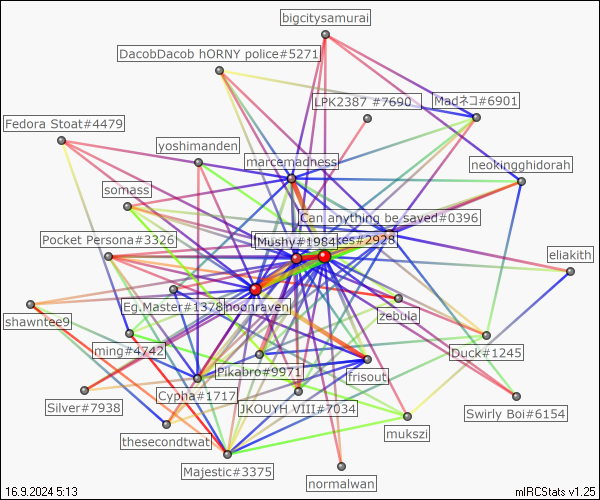 bigcitysamurai
DacobDacob hORNY police#5271
LPK2387 #7690
Madネコ#6901
Fedora Stoat#4479
yoshimanden
marcemadness
neokingghidorah
somass
Can anything be saved#0396
Pocket Persona#3326
Mushy#1984
kes#2928
eliakith
Eg.Master#1378
noonraven
zebula
shawntee9
ming#4742
Duck#1245
Pikabro#9971
frisout
Cypha#1717
Silver#7938
JKOUYH VIII#7034
Swirly Boi#6154
mukszi
thesecondtwat
Majestic#3375
normalwan
16.9.2024 5:13
mIRCStats v1.25